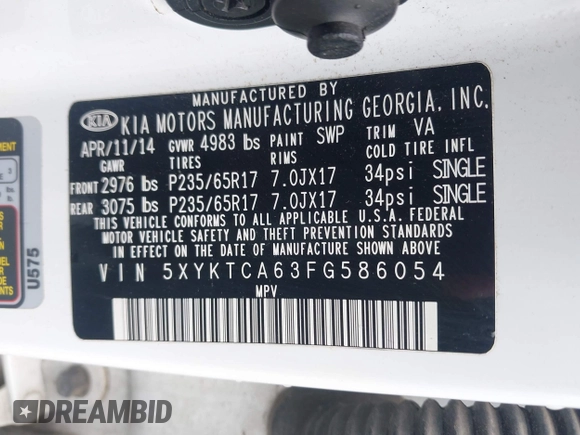 MANUFACTURED BY
KIA KIA MOTORS MANUFACTURING GEORGIA, INC.
APR/11/14 GVWR 4983 lbs PAINT SWP TRIM VA
GAWR TIRES RIMS COLD TIRE INFL
FRONT 2976 lbs P235/65R17 7.0JX17 34psi SINGLE
REAR 3075 lbs P235/65R17 7.0JX17 34psi SINGLE
THIS VEHICLE CONFORMS TO ALL APPLICABLE U.S.A. FEDERAL
MOTOR VEHICLE SAFETY AND THEFT PREVENTION STANDARDS
IN EFFECT ON THE DATE OF MANUFACTURE SHOWN ABOVE.
VIN 5XYKTCA63FG586054
MPV
U575
DREAMBID